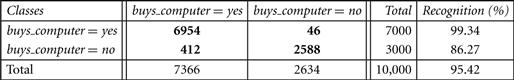 Classes buys_computer = yes buys_computer = no Total Recognition (%)
buys_computer = yes 6954 46 7000 99.34
buys_computer = no 412 2588 3000 86.27
Total 7366 2634 10,000 95.42